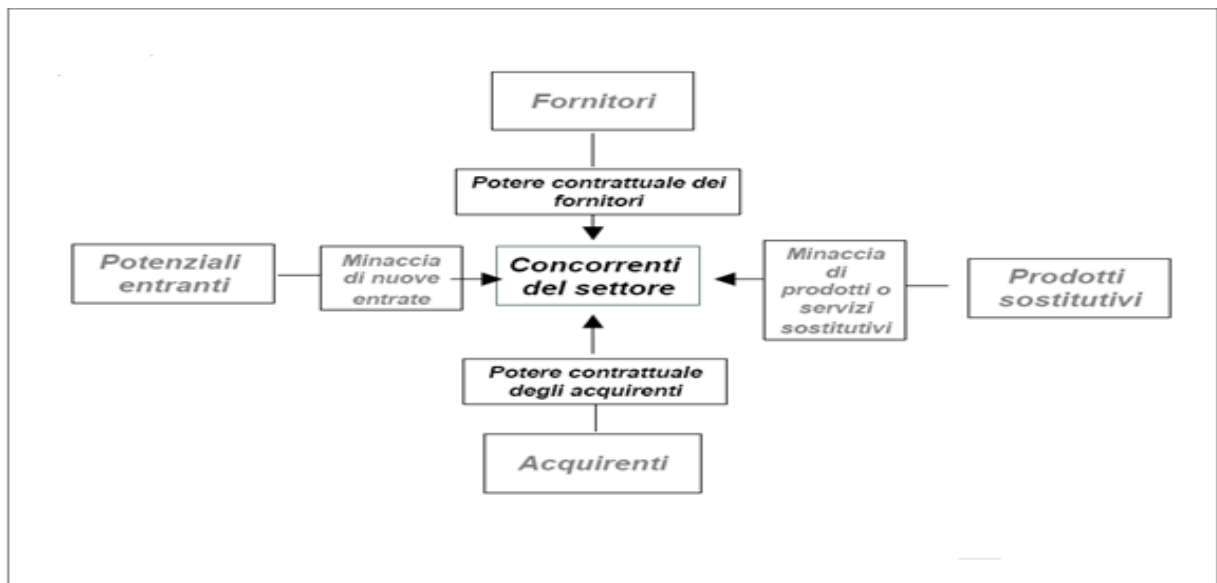 Fornitori
Potere contrattuale dei
fornitori
Potenziali
entranti
Minaccia
di nuove
entrate
Concorrenti
del settore
Minaccia
di
prodotti o
servizi
sostitutivi
Prodotti
sostitutivi
Potere contrattuale
degli acquirenti
Acquirenti